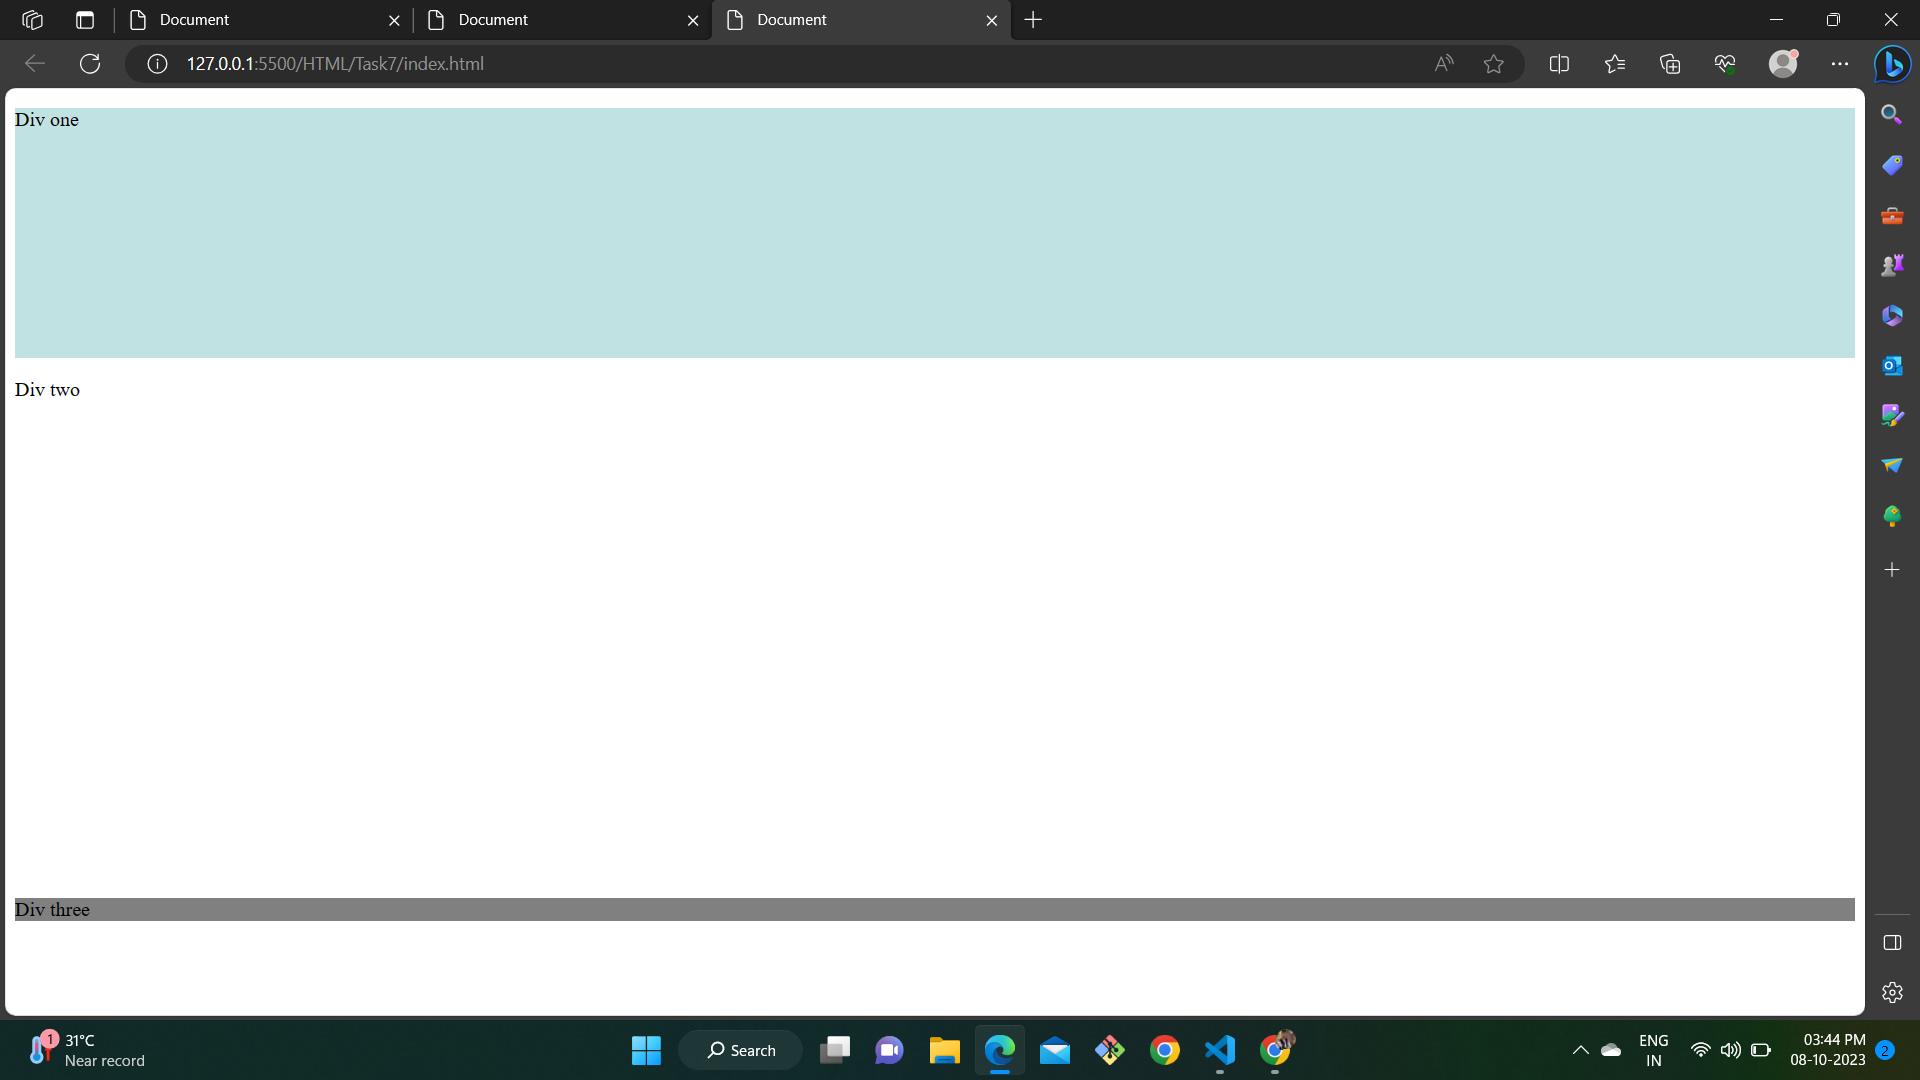 Document
Document
Document
127.0.0.1:5500/HTML/Task7/index.html
Div one
Div two
Div three
1
31°C
Near record
Search
ENG
IN
03:44 PM
08-10-2023
2